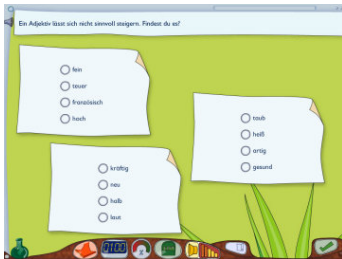 Ein Adjektiv lässt sich nicht sinnvoll steigern. Findest du es?
fein
teuer
französisch
hoch
taub
heiß
artig
gesund
kräftig
neu
halb
laut